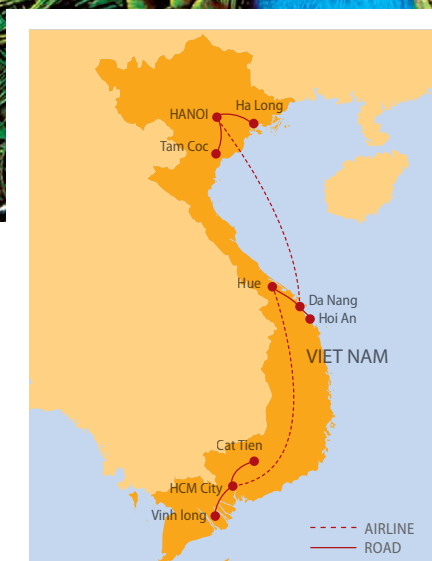 HANOI
Ha Long
Tam Coc
Hue
Da Nang
Hoi An
VIET NAM
Cat Tien
HCM City
Vinh long
AIRLINE
ROAD